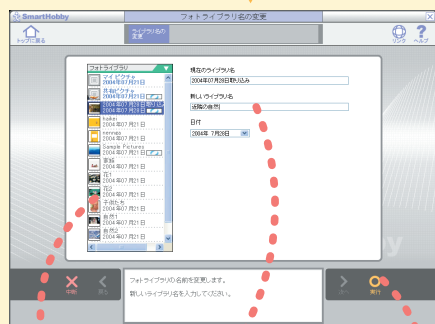 SmartHobby
フォトライブラリ名の変更
トップに戻る
ライブラリ名の
変更
リンク
ヘルプ
フォトライブラリ
マイ ピクチャ
2004年07月21日
共有ピクチャ
2004年07月21日
2004年07月28日取り込み
2004年07月28日
hokei
2004年07月21日
2004年07月21日
Sample Pictures
2004年07月21日
家族
2004年07月21日
花1
2004年07月21日
花2
2004年07月21日
子供たち
2004年07月21日
自然1
2004年07月21日
自然2
2004年07月21日
現在のライブラリ名
2004年07月28日取り込み
新しいライブラリ名
近隣の自然
日付
2004年 7月28日
中断
戻る
フォトライブラリの名前を変更します。
新しいライブラリ名を入力してください。
実行